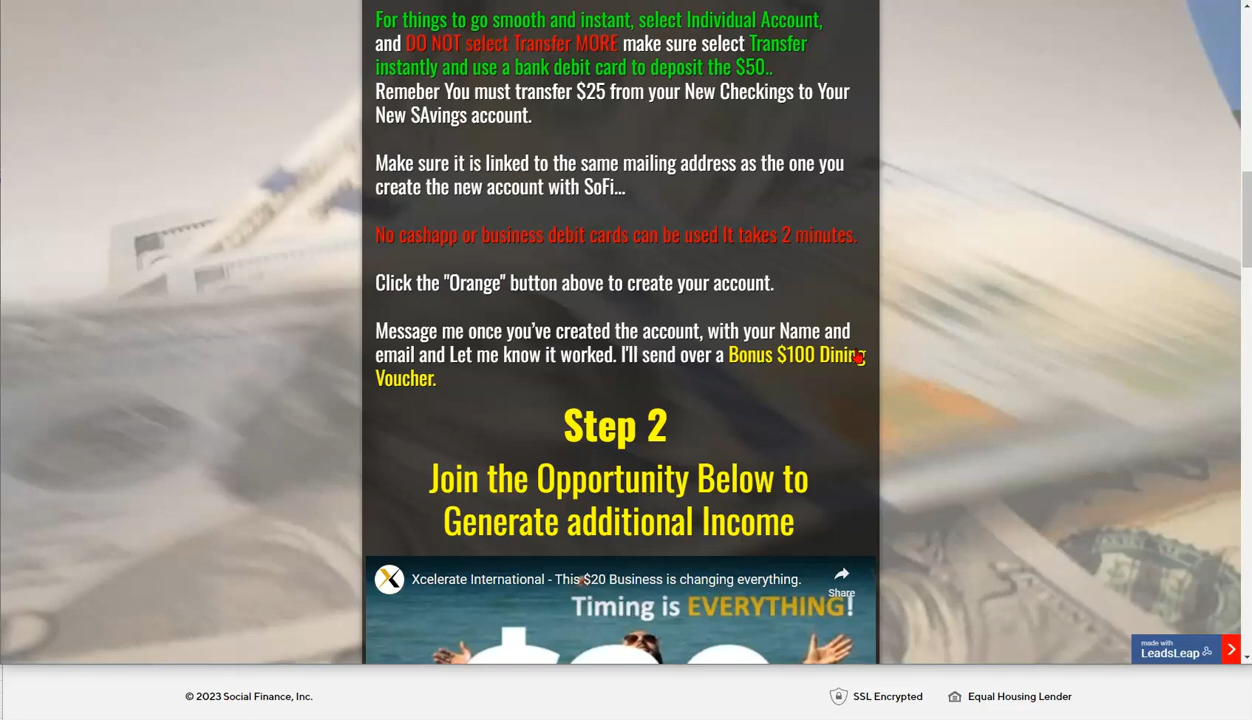 For things to go smooth and instant, select Individual Account,
and DO NOT select Transfer MORE make sure select Transfer
instantly and use a bank debit card to deposit the $50..
Remeber You must transfer $25 from your New Checkings to Your
New SAvings account.
Make sure it is linked to the same mailing address as the one you
create the new account with SoFi...
No cashapp or business debit cards can be used It takes 2 minutes.
Click the "Orange" button above to create your account.
Message me once you've created the account, with your Name and
email and Let me know it worked. I'll send over a Bonus $100 Dining
Voucher.
Step 2
Join the Opportunity Below to
Generate additional Income
Xcelerate International - This $20 Business is changing everything.
Share
Timing is EVERYTHING!
made with
LeadsLeap
© 2023 Social Finance, Inc.
SSL Encrypted
Equal Housing Lender